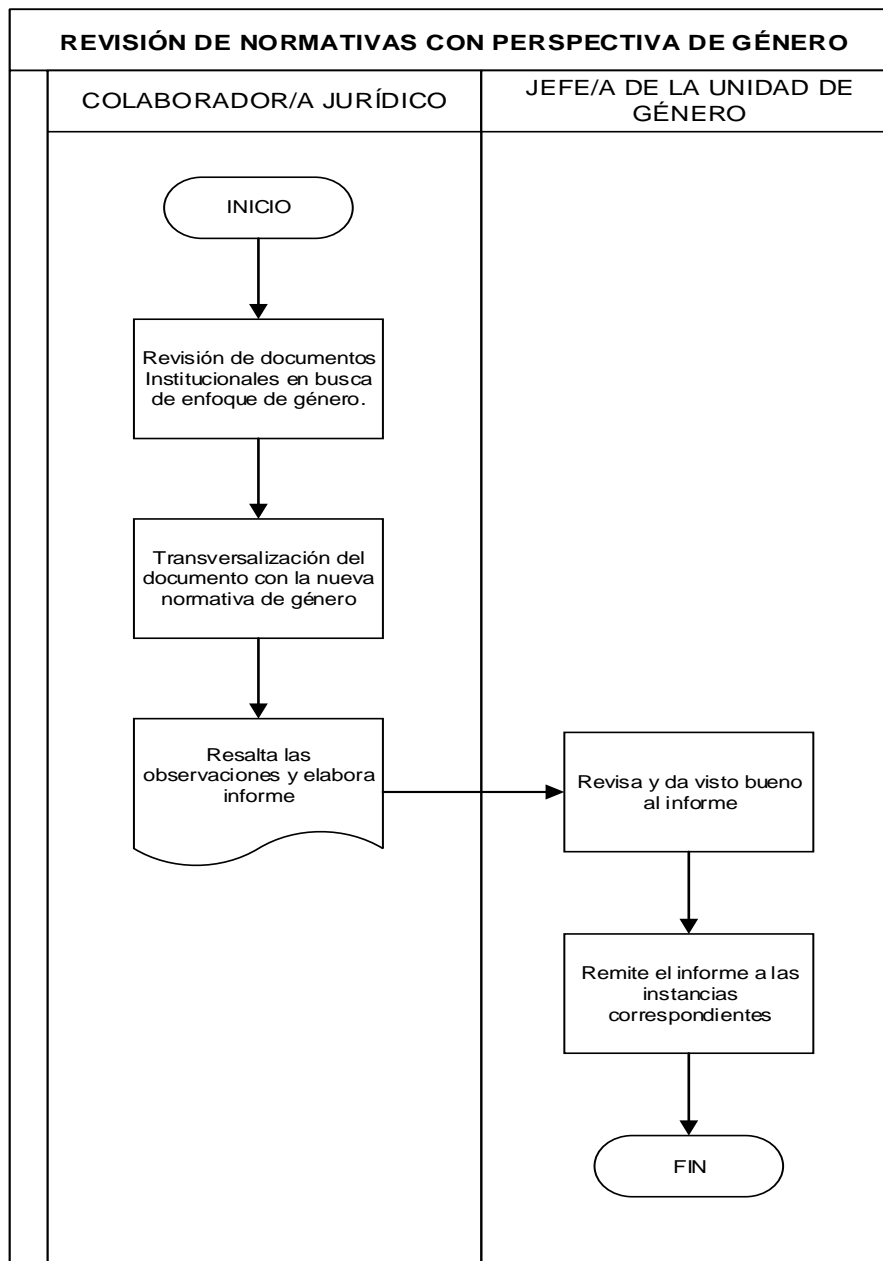 REVISIÓN DE NORMATIVAS CON PERSPECTIVA DE GÉNERO
COLABORADOR/A JURÍDICO
JEFE/A DE LA UNIDAD DE
GÉNERO
INICIO
Revisión de documentos
Institucionales en busca
de enfoque de género.
Transversalización del
documento con la nueva
normativa de género
Resalta las
observaciones y elabora
informe
Revisa y da visto bueno
al informe
Remite el informe a las
instancias
correspondientes
FIN